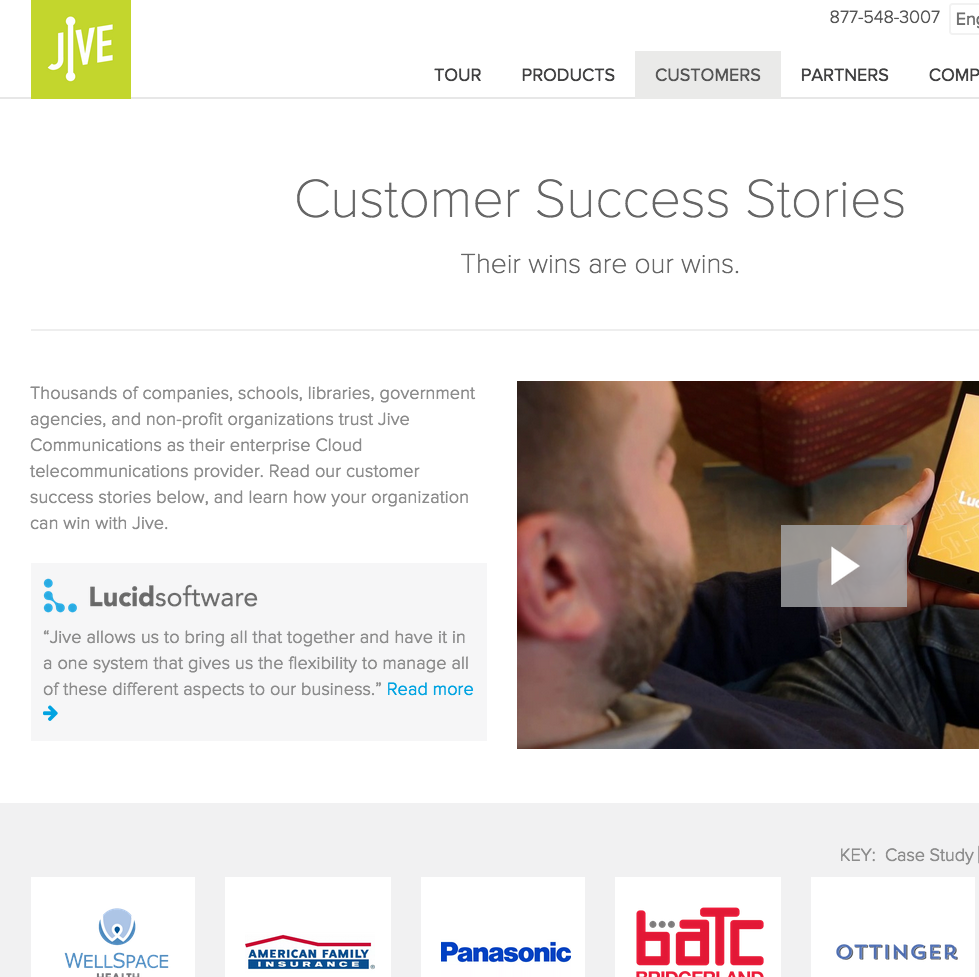 JIVE
877-548-3007
TOUR PRODUCTS CUSTOMERS PARTNERS
Customer Success Stories
Their wins are our wins.
Thousands of companies, schools, libraries, government
agencies, and non-profit organizations trust Jive
Communications as their enterprise Cloud
telecommunications provider. Read our customer
success stories below, and learn how your organization
can win with Jive.
Lucidsoftware
“Jive allows us to bring all that together and have it in
a one system that gives us the flexibility to manage all
of these different aspects to our business.” Read more
KEY: Case Study
WELLSPACE
HEALTH
AMERICAN FAMILY
INSURANCE®
Panasonic
batc
BRIDGERLAND
OTTINGER